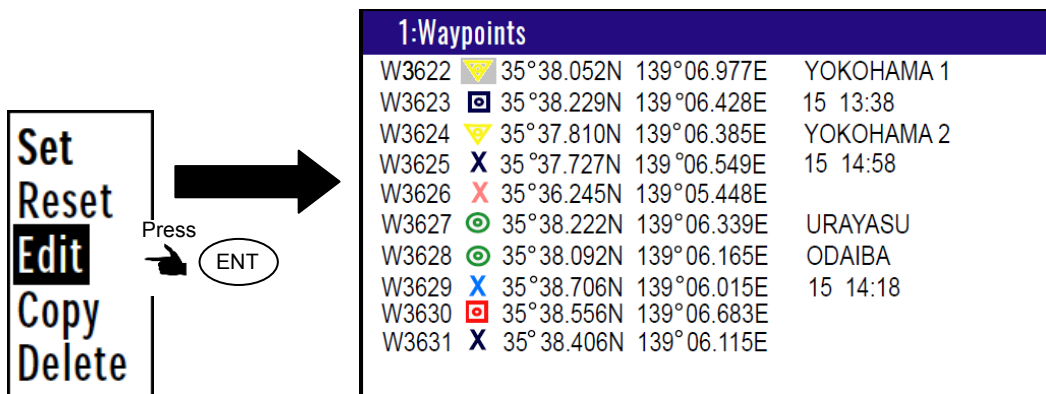 Set
Reset
Edit
Copy
Delete
Press
ENT
1:Waypoints
W3622 35°38.052N 139°06.977E YOKOHAMA 1
W3623 35°38.229N 139°06.428E 15 13:38
W3624 35°37.810N 139°06.385E YOKOHAMA 2
W3625 X 35°37.727N 139°06.549E 15 14:58
W3626 X 35°36.245N 139°05.448E
W3627 35°38.222N 139°06.339E URAYASU
W3628 35°38.092N 139°06.165E ODAIBA
W3629 X 35°38.706N 139°06.015E 15 14:18
W3630 35°38.556N 139°06.683E
W3631 X 35°38.406N 139°06.115E